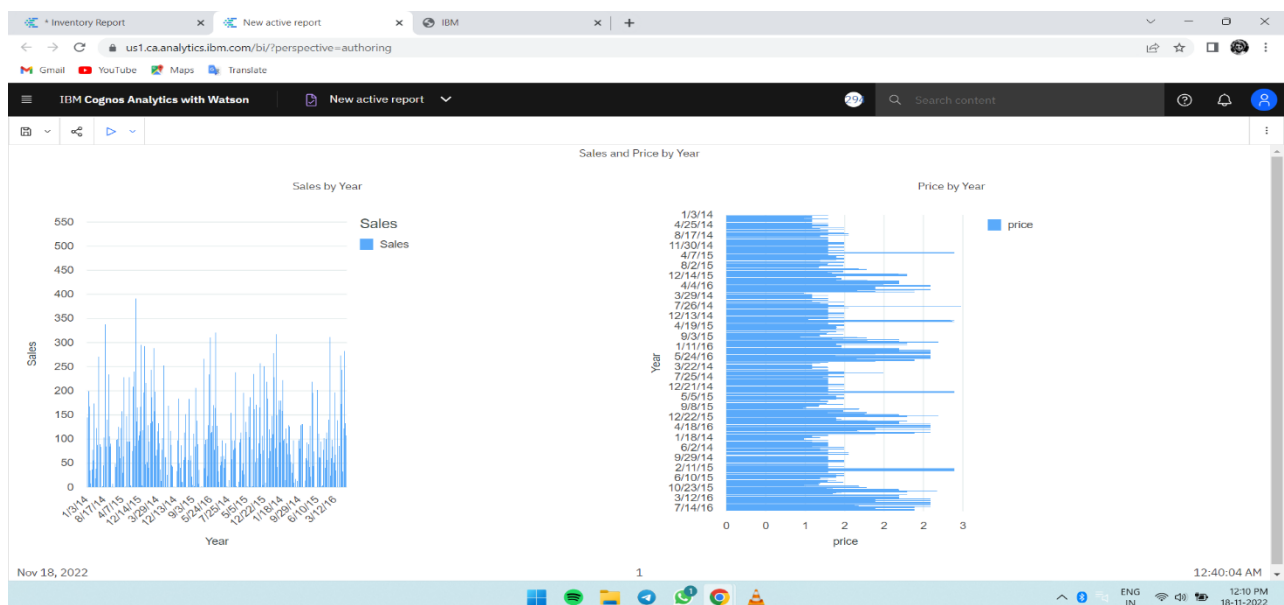 * Inventory Report
New active report
IBM
us1.ca.analytics.ibm.com/bi/?perspective=authoring
Gmail YouTube Maps Translate
IBM Cognos Analytics with Watson
New active report
Search content
Sales and Price by Year
Sales by Year
550
500
450
400
350
300
250
200
150
100
50
0
Sales
1/3/14
8/17/14
4/7/15
12/14/15
3/29/14
12/13/14
9/3/15
5/24/16
7/25/14
5/5/15
12/22/15
1/18/14
9/29/14
6/10/15
3/12/16
Year
Sales
Sales
Price by Year
1/3/14
4/25/14
8/17/14
11/30/14
4/7/15
8/2/15
12/14/15
4/4/16
3/29/14
7/26/14
12/13/14
4/19/15
9/3/15
1/11/16
5/24/16
3/22/14
7/25/14
12/21/14
5/5/15
9/8/15
12/22/15
4/18/16
1/18/14
6/2/14
9/29/14
2/11/15
6/10/15
10/23/15
3/12/16
7/14/16
Year
0 0 1 2 2 2 3
price
price
Nov 18, 2022
1
12:40:04 AM
ENG
IN
12:10 PM
18-11-2022